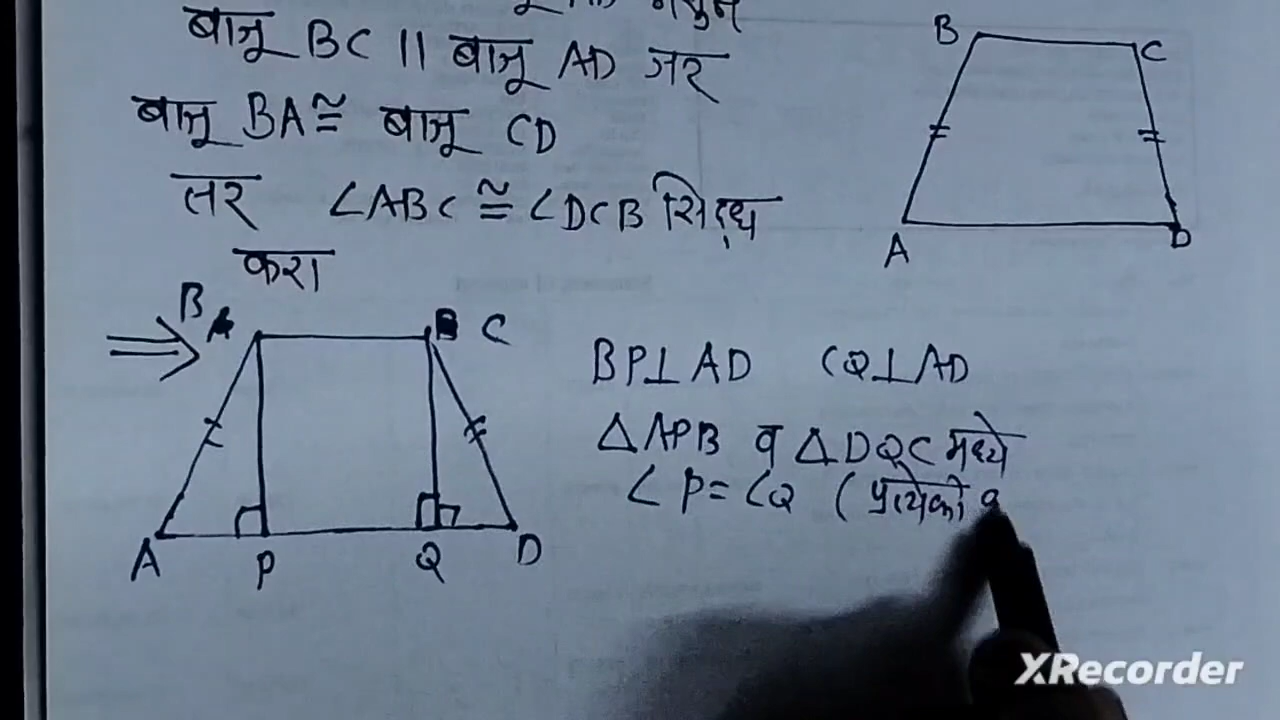 बाजू BC || बाजू AD जर
बाजू BA ≅ बाजू CD
तर ∠ABC ≅ ∠DCB सिद्ध
करा
B C
A D
⇒ B C
A P Q D
BP⊥AD CQ⊥AD
△APB व △DQC मध्ये
∠P=∠Q (प्रत्येकी
XRecorder